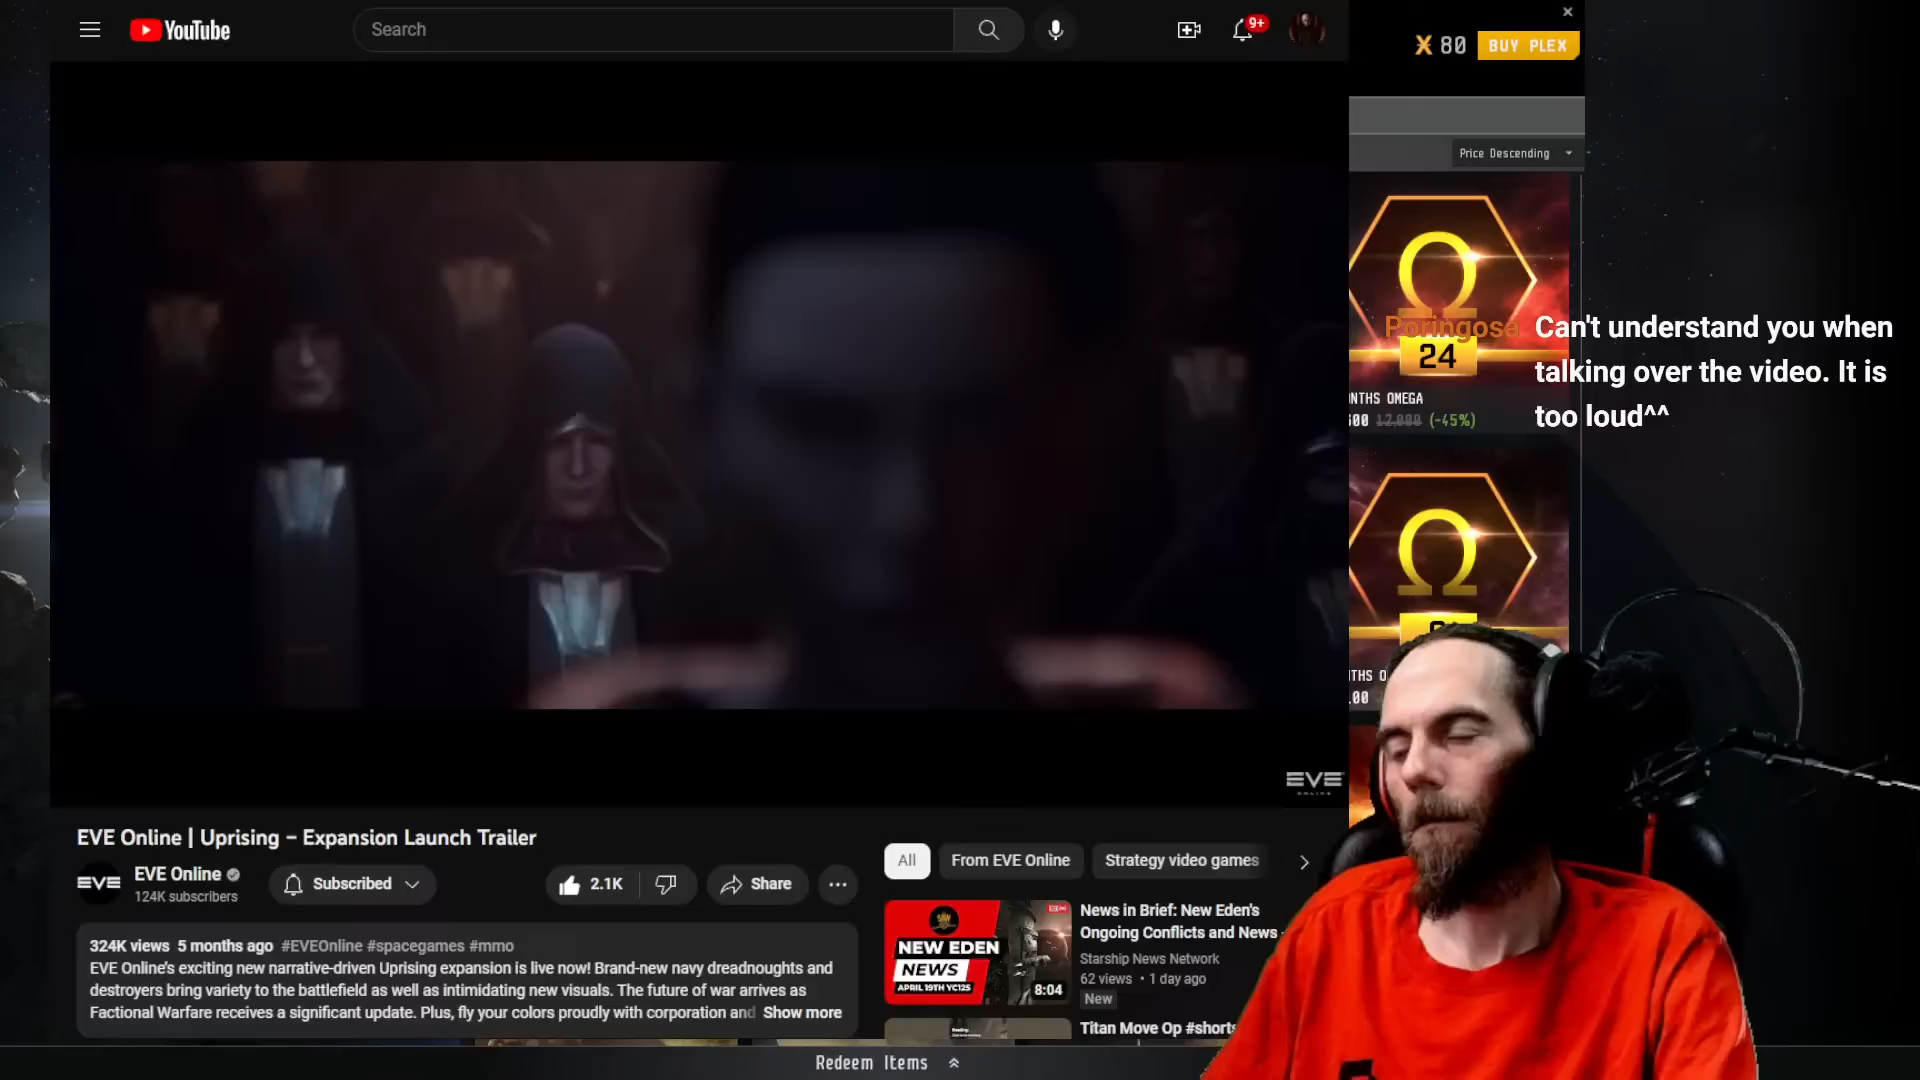 YouTube
Search
9+
80
BUY PLEX
Price Descending
24
NTHS OMEGA
12,000 (-45%)
Poringosa Can't understand you when
talking over the video. It is
too loud^^
EVE
ONLINE
EVE Online | Uprising – Expansion Launch Trailer
EVE
EVE Online
124K subscribers
Subscribed
2.1K
Share
324K views 5 months ago #EVEOnline #spacegames #mmo
EVE Online's exciting new narrative-driven Uprising expansion is live now! Brand-new navy dreadnoughts and
destroyers bring variety to the battlefield as well as intimidating new visuals. The future of war arrives as
Factional Warfare receives a significant update. Plus, fly your colors proudly with corporation and Show more
All
From EVE Online
Strategy video games
NEW EDEN
NEWS
APRIL 19TH YC125
8:04
News in Brief: New Eden's
Ongoing Conflicts and News -
Starship News Network
62 views • 1 day ago
New
Titan Move Op #shorts
Redeem Items